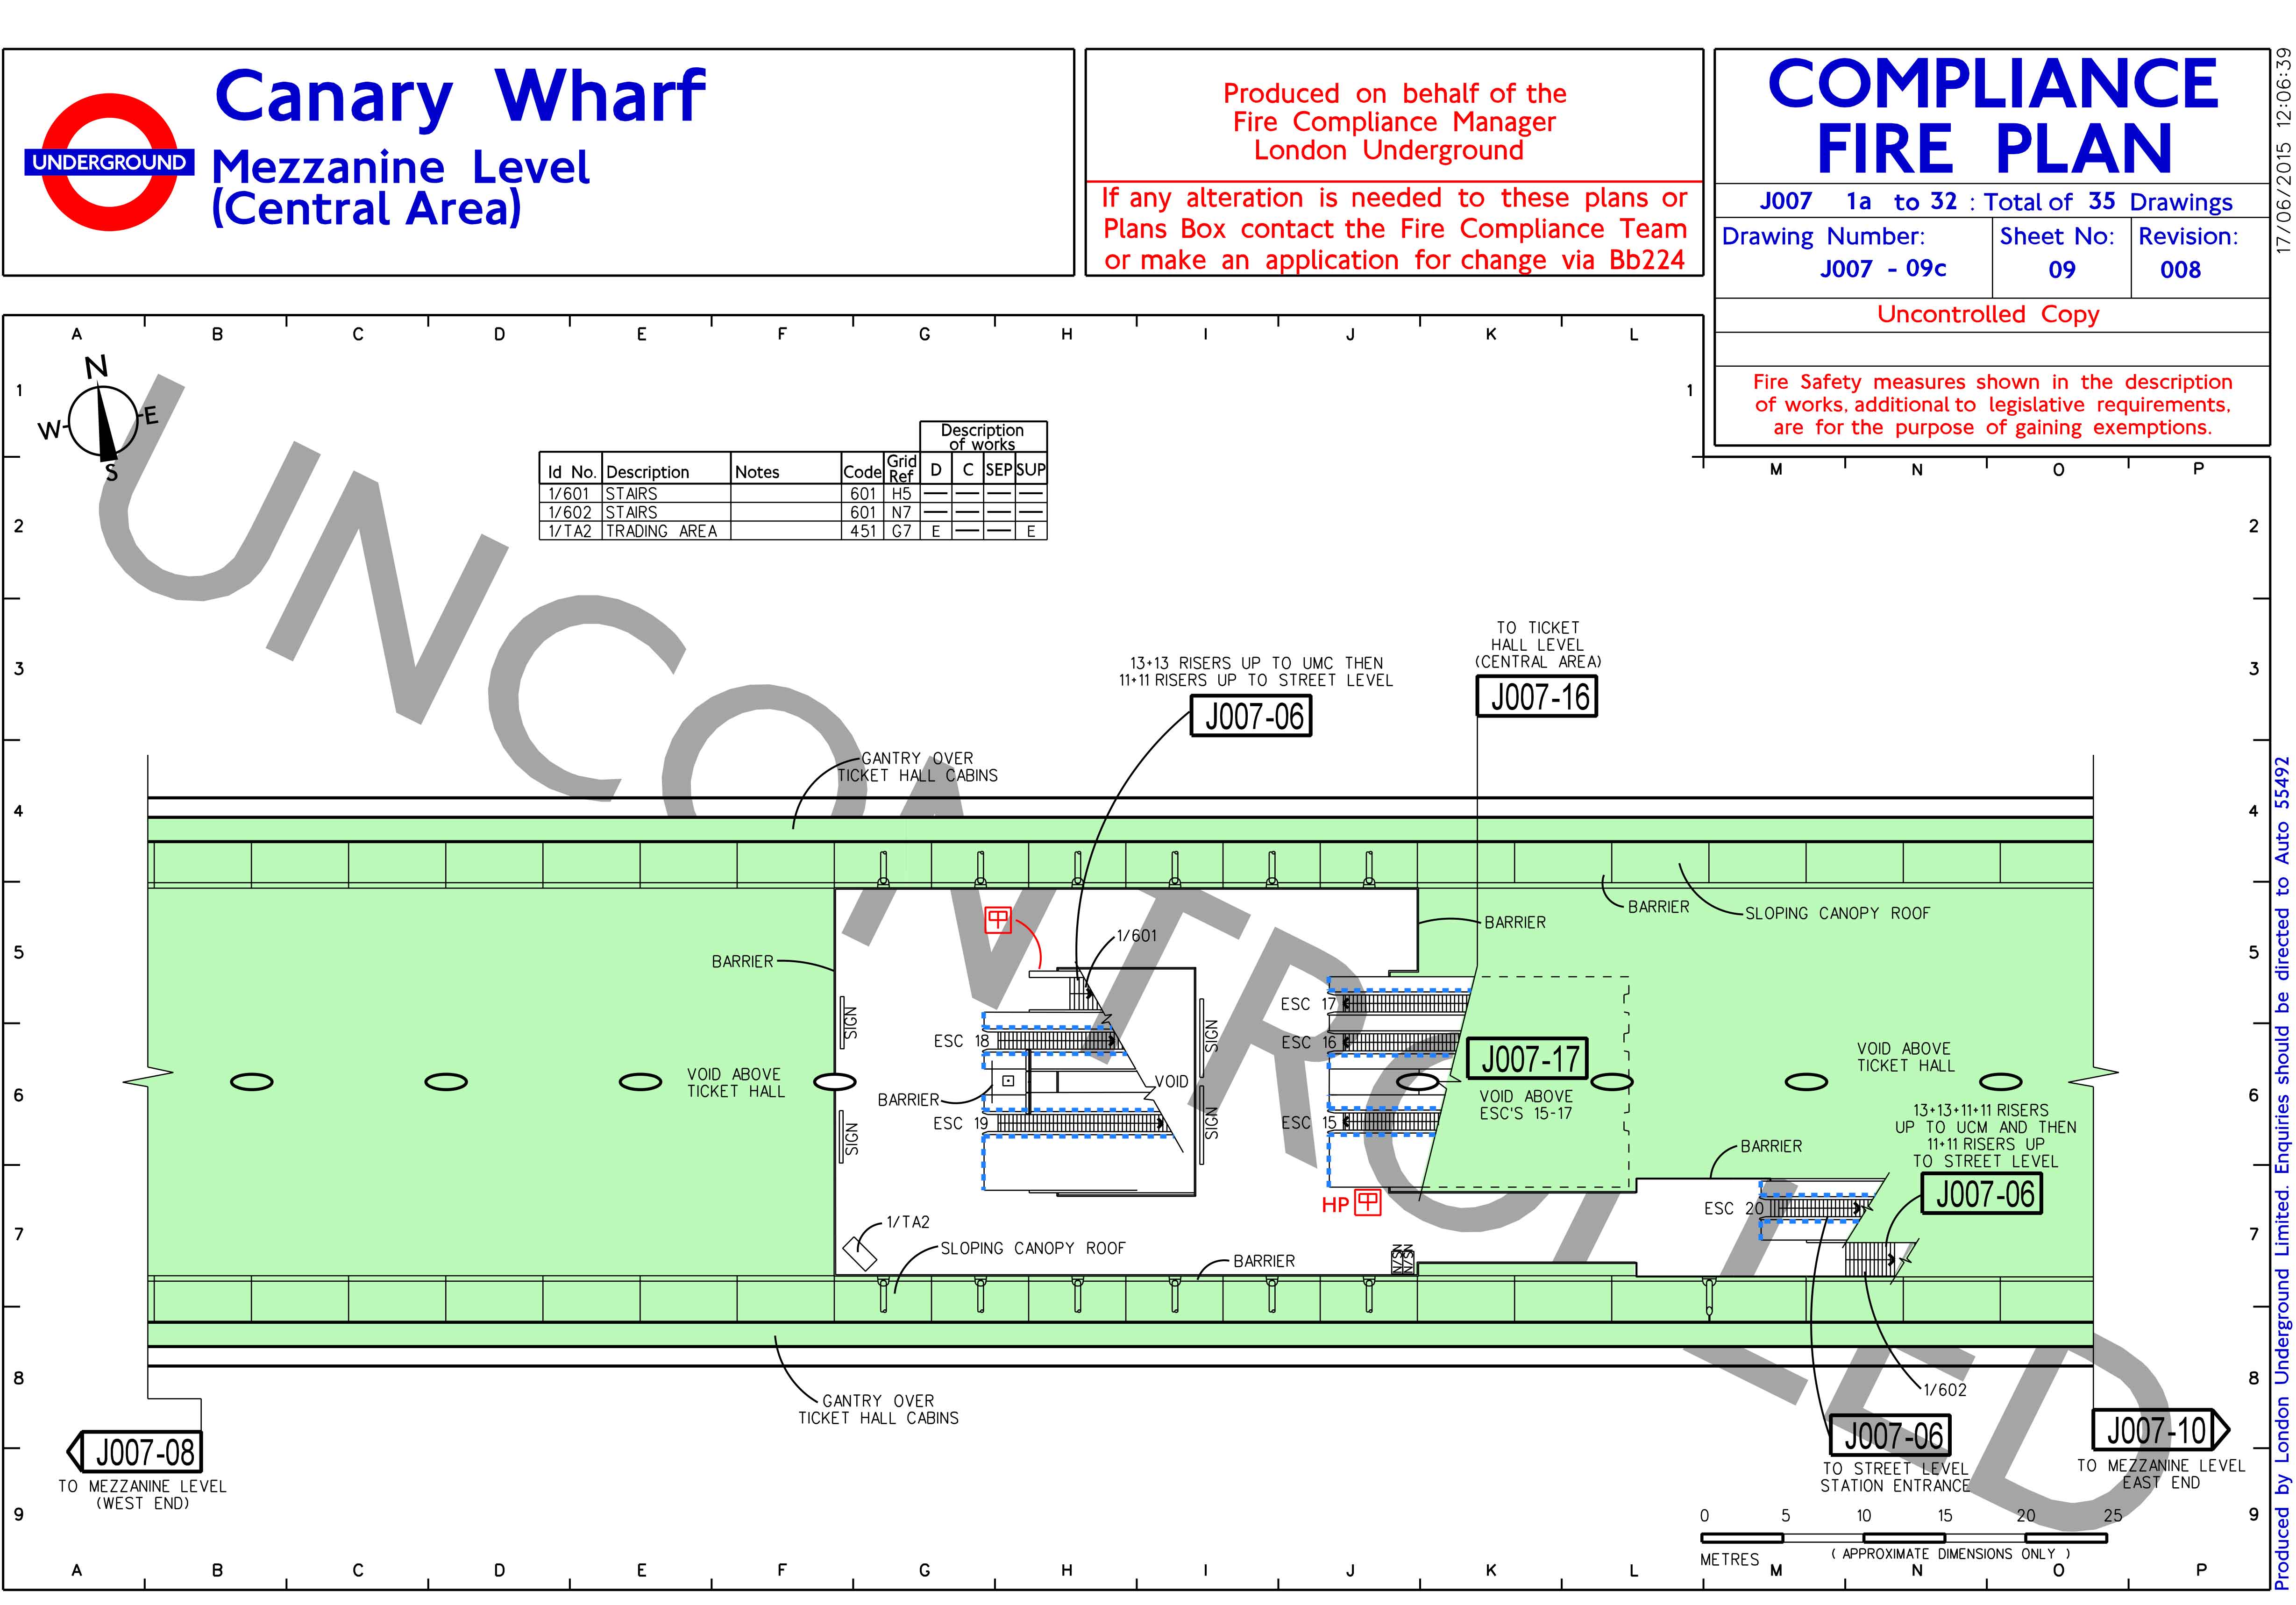 Canary Wharf
UNDERGROUND
Mezzanine Level
(Central Area)
Produced on behalf of the
Fire Compliance Manager
London Underground
If any alteration is needed to these plans or
Plans Box contact the Fire Compliance Team
or make an application for change via Bb224
COMPLIANCE
FIRE PLAN
J007 1a to 32 : Total of 35 Drawings
Drawing Number: Sheet No: Revision:
J007 - 09c 09 008
Uncontrolled Copy
Fire Safety measures shown in the description
of works, additional to legislative requirements,
are for the purpose of gaining exemptions.
17/06/2015 12:06:39
A B C D E F G H I J K L
M N O P
N
W E
S
1 1
2 2
3 3
4 4
5 5
6 6
7 7
8 8
9 9
UNCONTROLLED
Description
of works
Id No. Description Notes Code Grid Ref D C SEP SUP
1/601 STAIRS 601 H5 — — — —
1/602 STAIRS 601 N7 — — — —
1/TA2 TRADING AREA 451 G7 E — — E
TO TICKET
HALL LEVEL
(CENTRAL AREA)
J007-16
13+13 RISERS UP TO UMC THEN
11+11 RISERS UP TO STREET LEVEL
J007-06
GANTRY OVER
TICKET HALL CABINS
BARRIER
SLOPING CANOPY ROOF
BARRIER
1/601
BARRIER
SIGN
SIGN
SIGN
SIGN
ESC 17
ESC 18
ESC 16
J007-17
VOID ABOVE
TICKET HALL
VOID ABOVE
TICKET HALL
VOID
BARRIER
VOID ABOVE
ESC'S 15-17
ESC 19
ESC 15
13+13+11+11 RISERS
UP TO UCM AND THEN
11+11 RISERS UP
TO STREET LEVEL
J007-06
BARRIER
HP
ESC 20
1/TA2
SLOPING CANOPY ROOF
BARRIER
N/SN
N/SN
1/602
GANTRY OVER
TICKET HALL CABINS
J007-08
TO MEZZANINE LEVEL
(WEST END)
J007-06
TO STREET LEVEL
STATION ENTRANCE
J007-10
TO MEZZANINE LEVEL
EAST END
0 5 10 15 20 25
METRES ( APPROXIMATE DIMENSIONS ONLY )
A B C D E F G H I J K L M N O P
Produced by London Underground Limited. Enquiries should be directed to Auto 55492